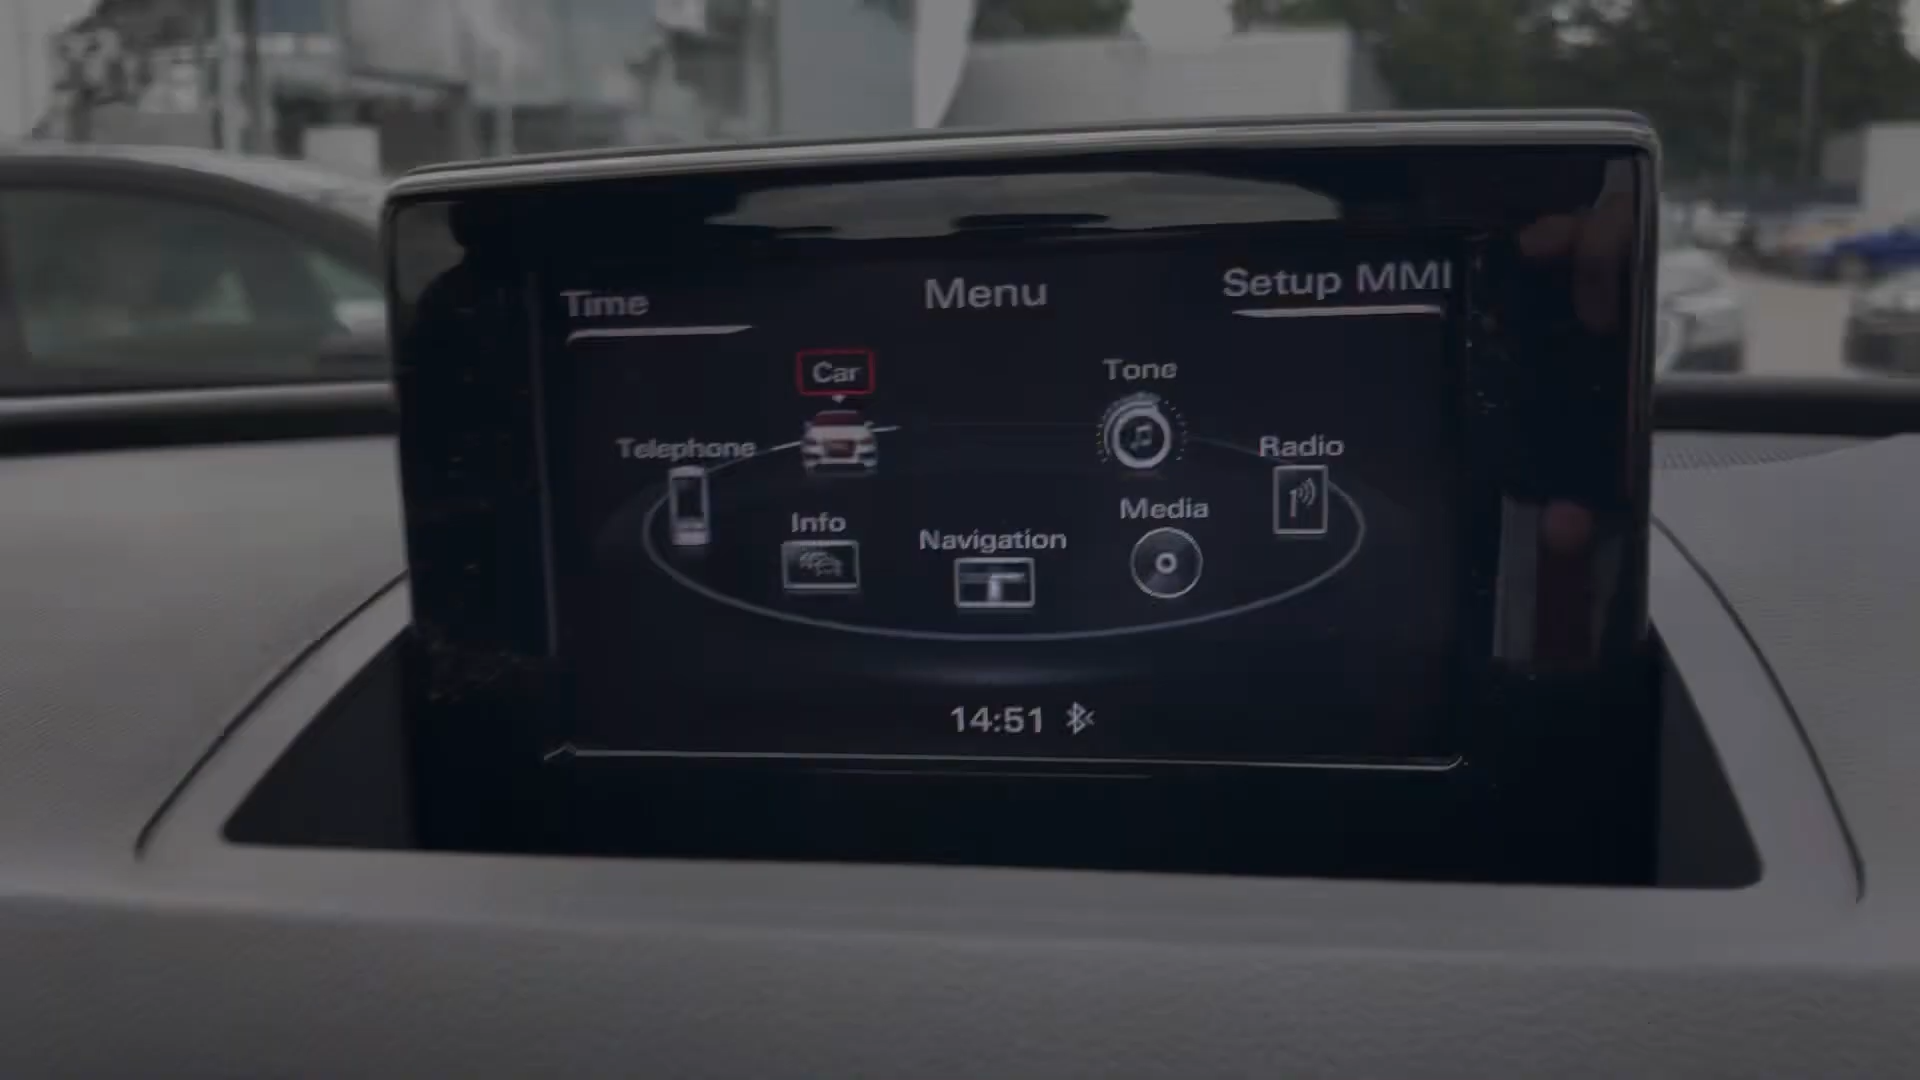 Time
Menu
Setup MMI
Car
Tone
Telephone
Radio
Info
Navigation
Media
14:51